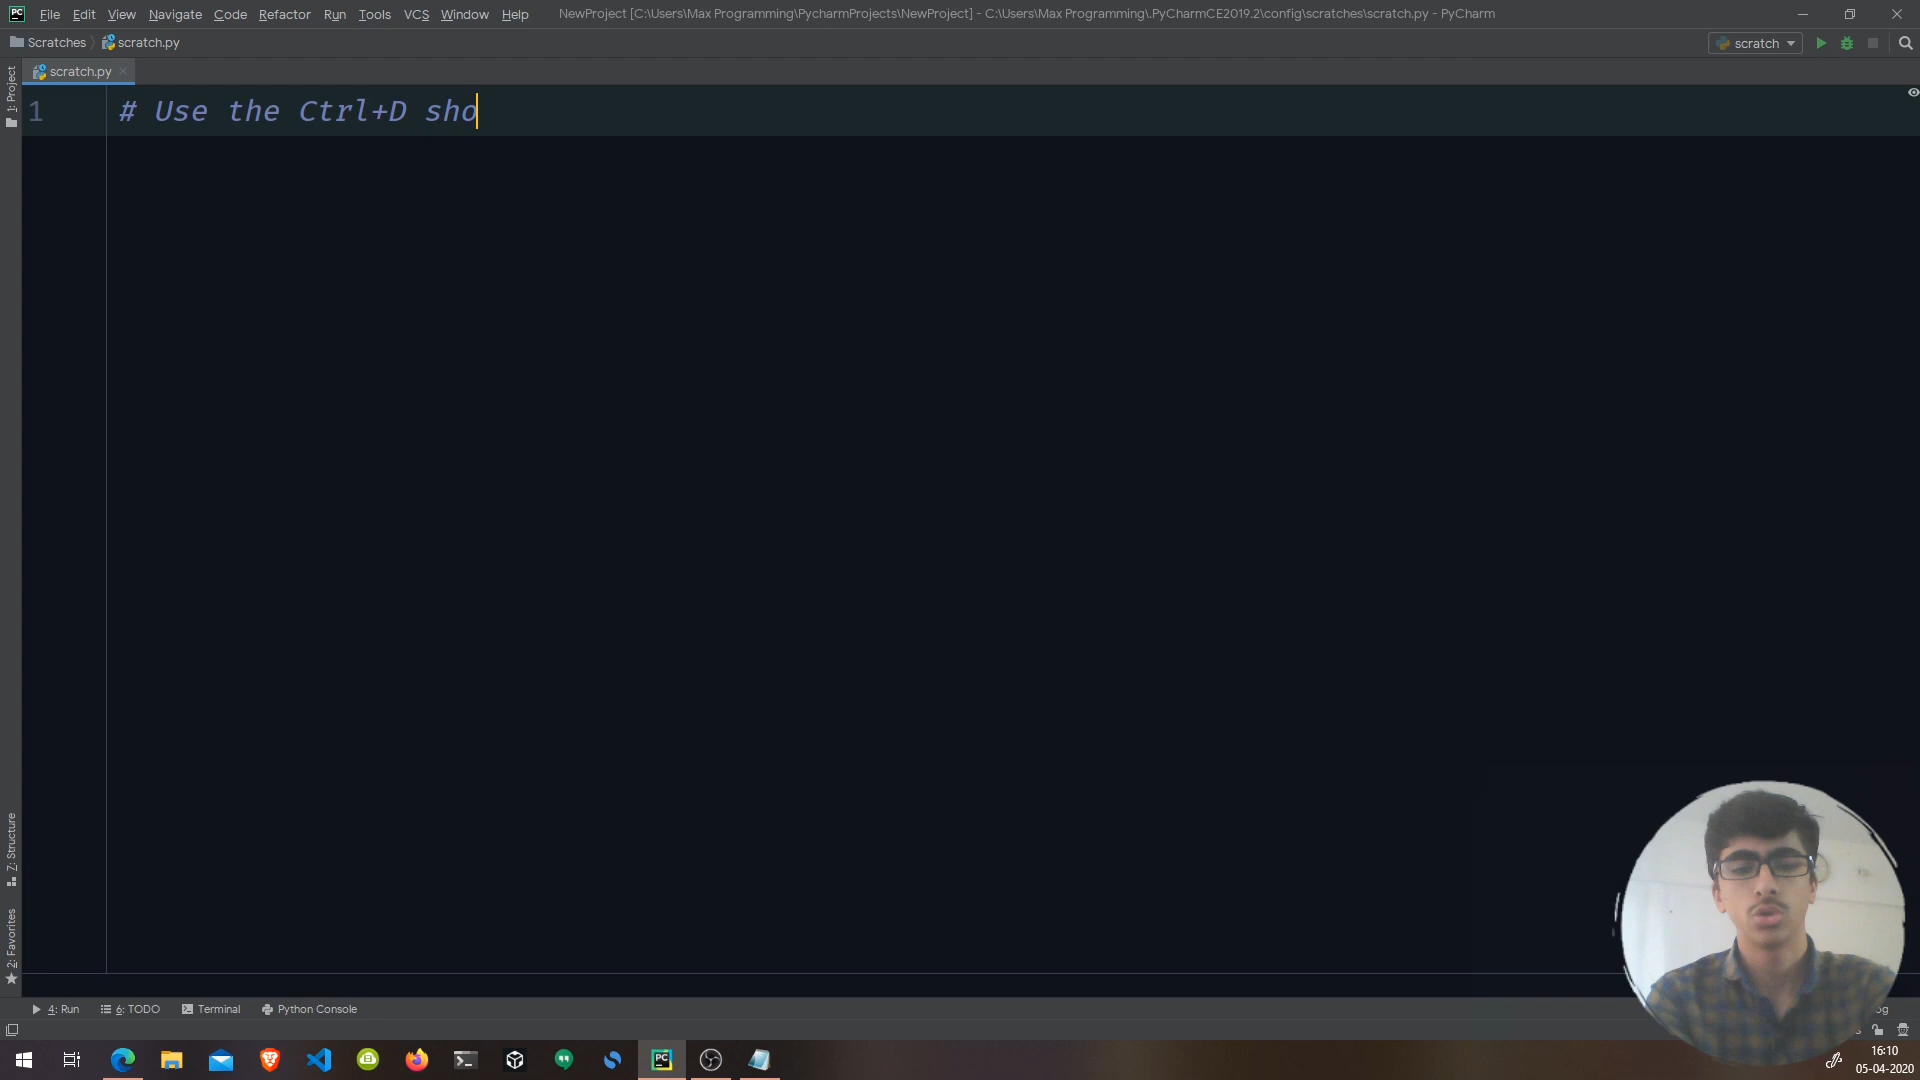 File Edit View Navigate Code Refactor Run Tools VCS Window Help NewProject [C:\Users\Max Programming\PycharmProjects\NewProject] - C:\Users\Max Programming\.PyCharmCE2019.2\config\scratches\scratch.py - PyCharm
Scratches scratch.py scratch
scratch.py
1: Project
1 # Use the Ctrl+D sho
Z: Structure
2: Favorites
4: Run 6: TODO Terminal Python Console
16:10
05-04-2020